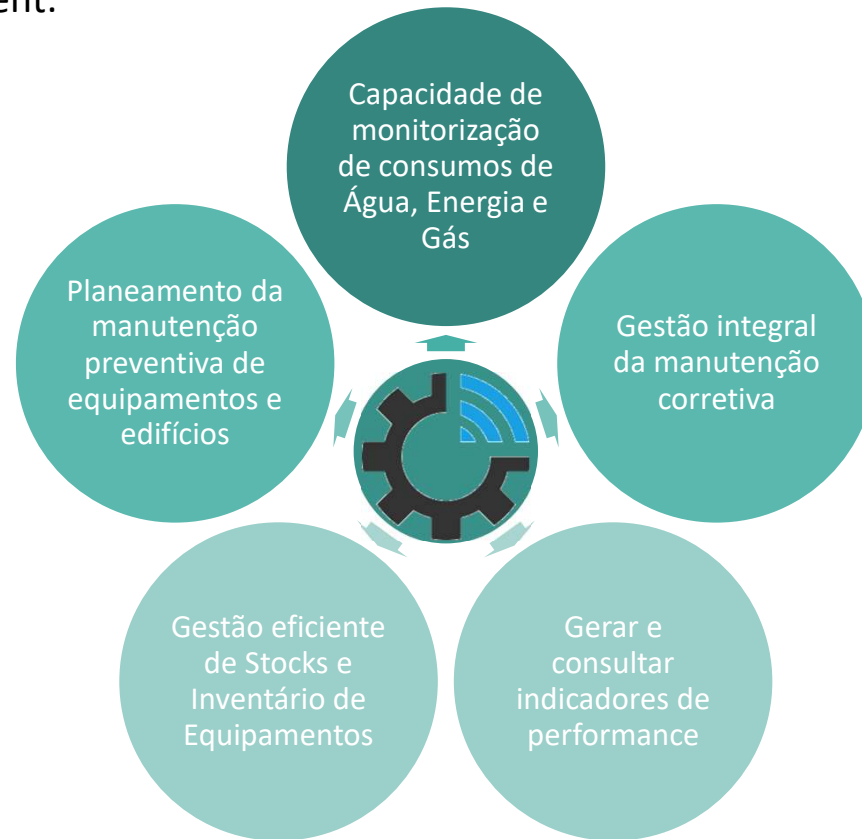 ent.
Capacidade de
monitorização
de consumos de
Água, Energia e
Gás
Planeamento da
manutenção
preventiva de
equipamentos e
edifícios
Gestão integral
da manutenção
corretiva
Gestão eficiente
de Stocks e
Inventário de
Equipamentos
Gerar e
consultar
indicadores de
performance